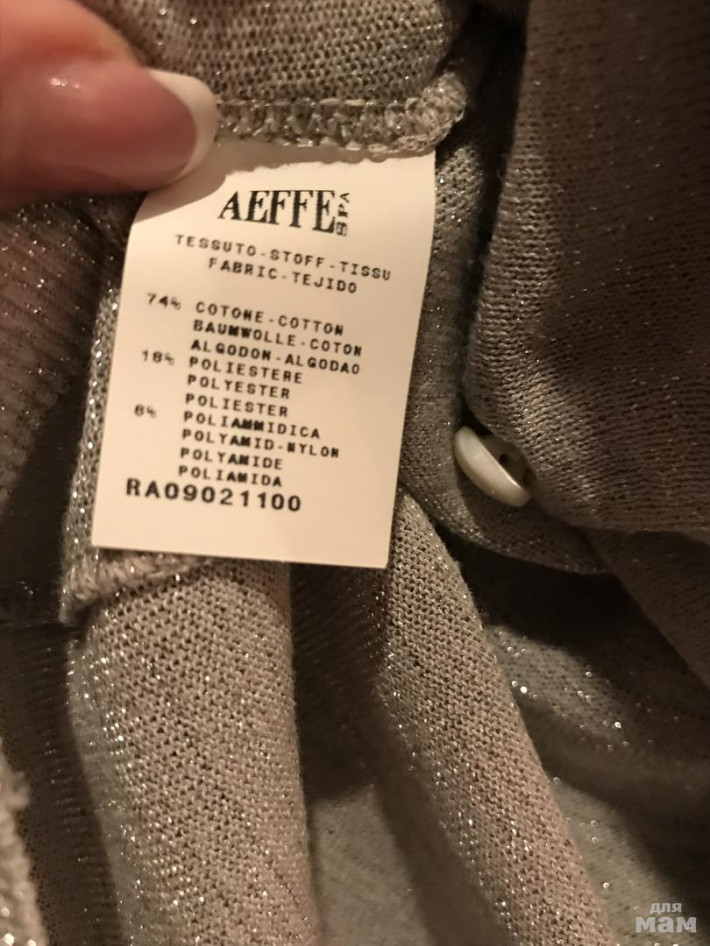 AEFFE SPA
TESSUTO-STOFF-TISSU
FABRIC-TEJIDO
74% COTONE-COTTON
BAUMWOLLE-COTON
ALGODON-ALGODAO
18% POLIESTERE
POLYESTER
POLIESTER
8% POLIAMMIDICA
POLYAMID-NYLON
POLYAMIDE
POLIAMIDA
RA09021100
для
мам